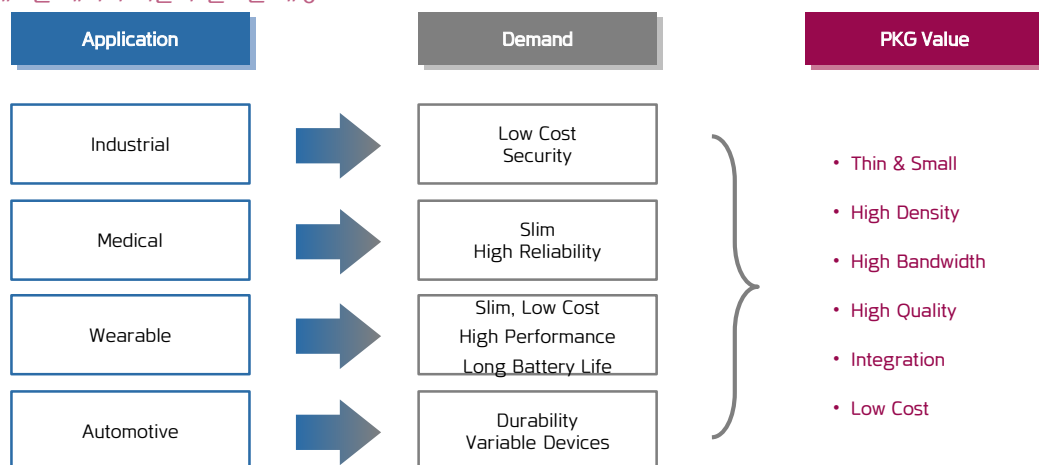 Application
Demand
PKG Value
Industrial
Low Cost
Security
Medical
Slim
High Reliability
Wearable
Slim, Low Cost
High Performance
Long Battery Life
Automotive
Durability
Variable Devices
• Thin & Small
• High Density
• High Bandwidth
• High Quality
• Integration
• Low Cost